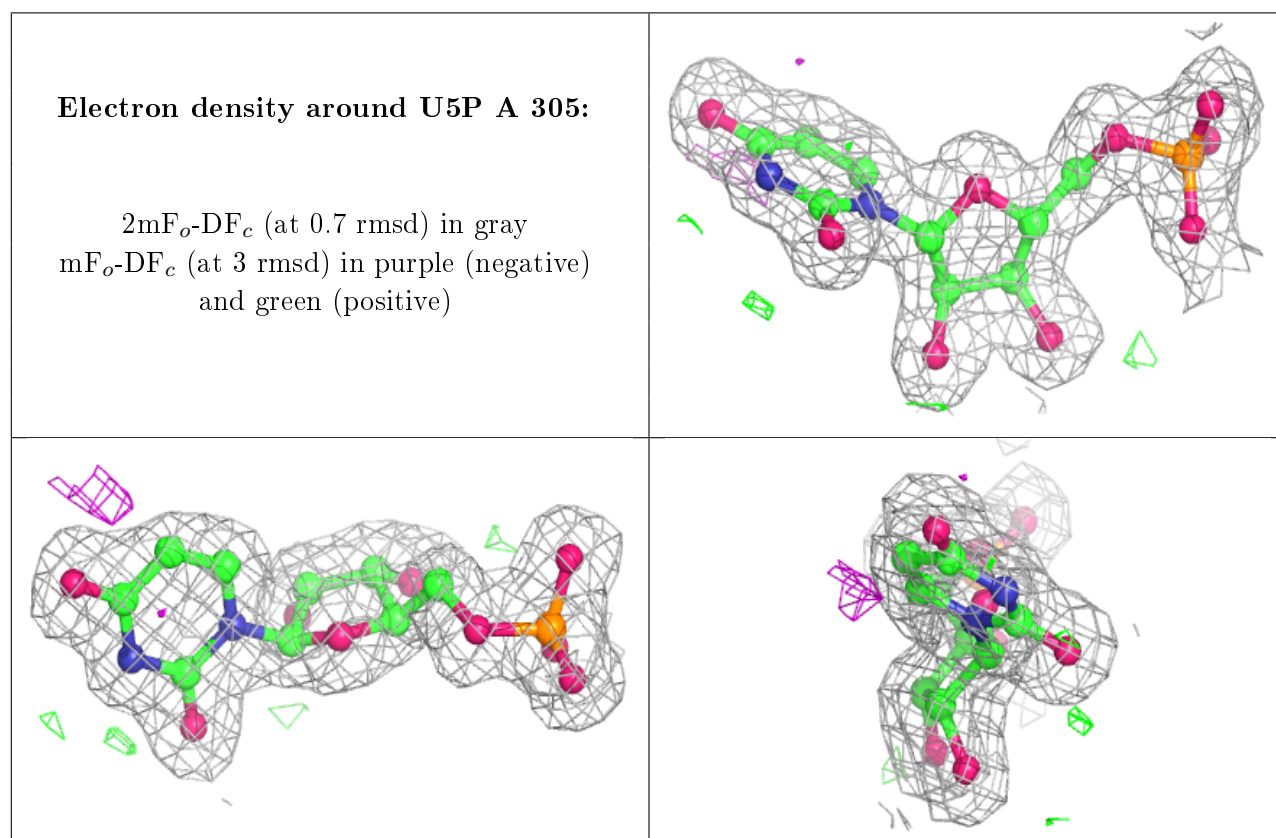 Electron density around U5P A 305:
2mFo-DFc (at 0.7 rmsd) in gray
mFo-DFc (at 3 rmsd) in purple (negative)
and green (positive)